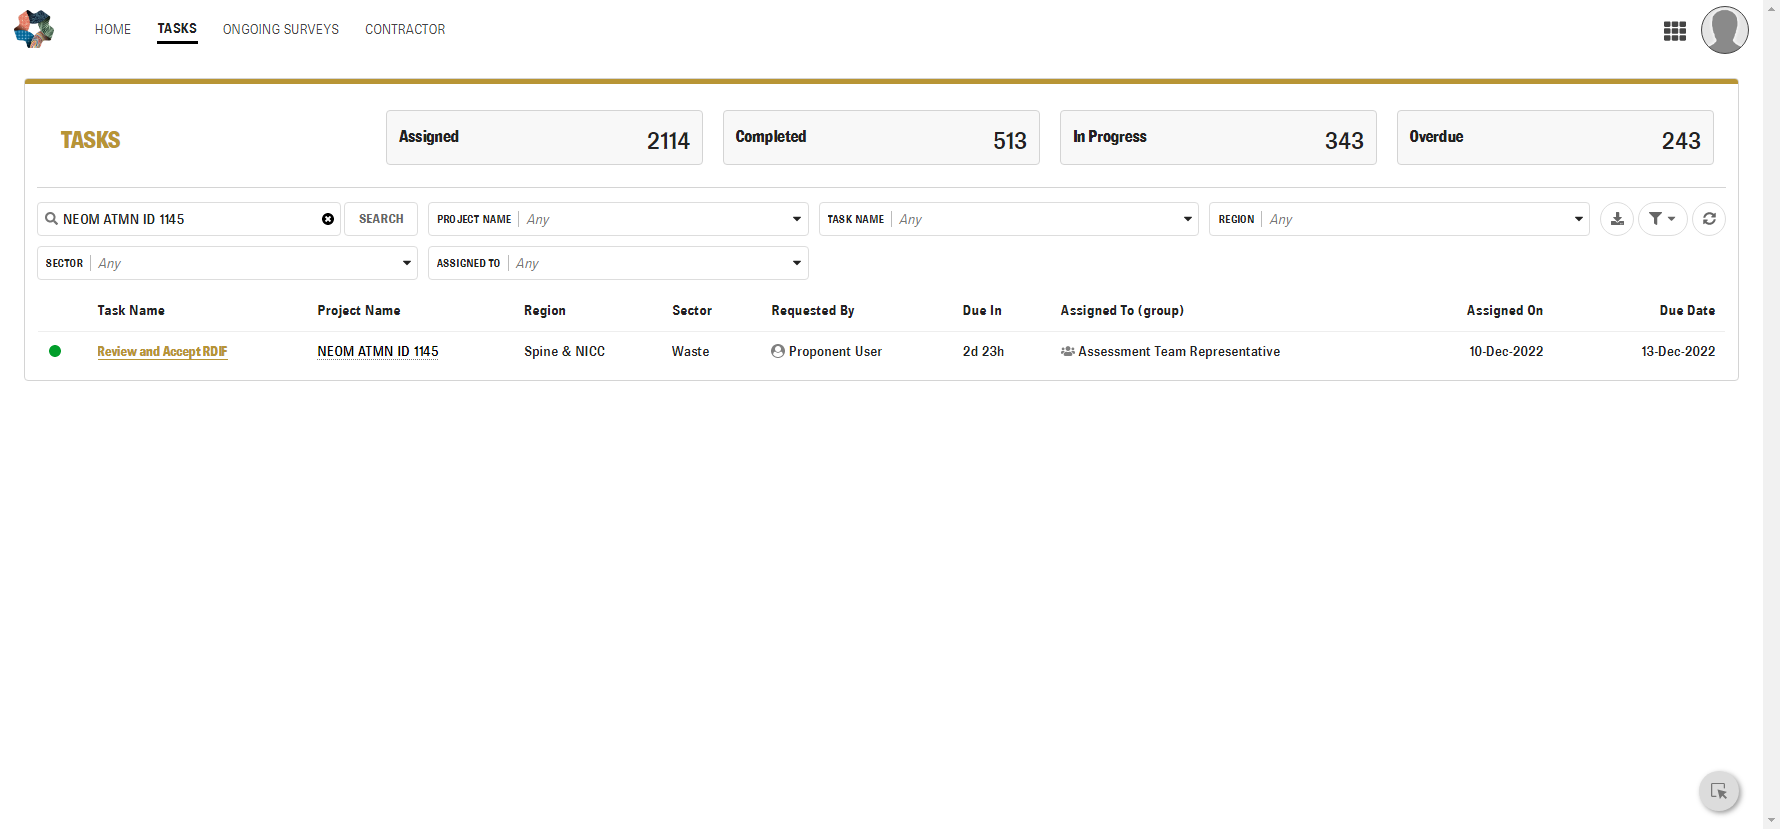 HOME TASKS ONGOING SURVEYS CONTRACTOR
TASKS
Assigned 2114
Completed 513
In Progress 343
Overdue 243
NEOM ATMN ID 1145 SEARCH PROJECT NAME Any TASK NAME Any REGION Any
SECTOR Any ASSIGNED TO Any
Task Name Project Name Region Sector Requested By Due In Assigned To (group) Assigned On Due Date
Review and Accept RDIF NEOM ATMN ID 1145 Spine & NICC Waste Proponent User 2d 23h Assessment Team Representative 10-Dec-2022 13-Dec-2022